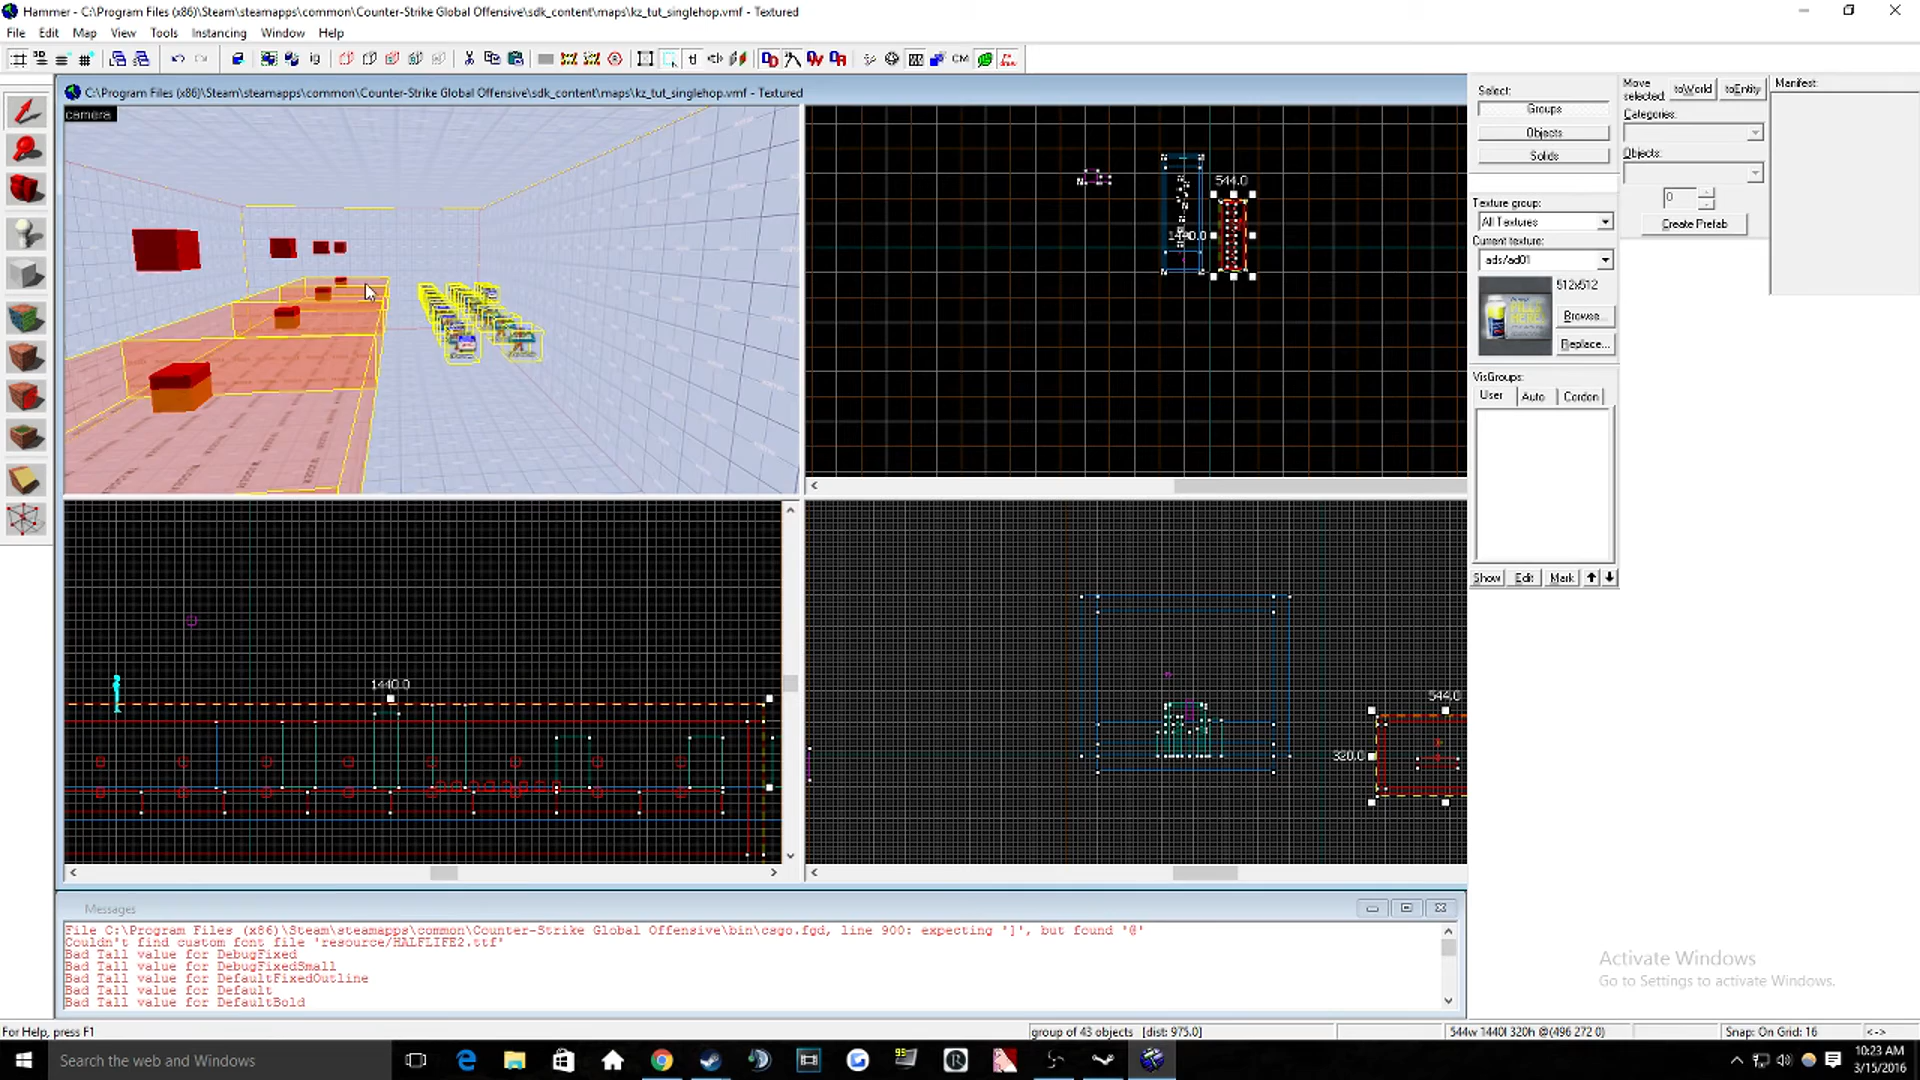 Hammer - C:\Program Files (x86)\Steam\steamapps\common\Counter-Strike Global Offensive\sdk_content\maps\kz_tut_singlehop.vmf - Textured
File Edit Map View Tools Instancing Window Help
C:\Program Files (x86)\Steam\steamapps\common\Counter-Strike Global Offensive\sdk_content\maps\kz_tut_singlehop.vmf - Textured
camera
544.0
1440.0
1440.0
544.0
320.0
Select:
Groups
Objects
Solids
Move selected:
toWorld
toEntity
Categories:
Objects:
0
Create Prefab
Manifest:
Texture group:
All Textures
Current texture:
ads/ad01
512x512
Browse...
Replace...
VisGroups:
User Auto Cordon
Show Edit Mark
Messages
File C:\Program Files (x86)\Steam\steamapps\common\Counter-Strike Global Offensive\bin\csgo.fgd, line 900: expecting ']', but found '@'
Couldn't find custom font file 'resource/HALFLIFE2.ttf'
Bad Tall value for DebugFixed
Bad Tall value for DebugFixedSmall
Bad Tall value for DefaultFixedOutline
Bad Tall value for Default
Bad Tall value for DefaultBold
Activate Windows
Go to Settings to activate Windows.
For Help, press F1
group of 43 objects [dist: 975.0]
544w 1440l 320h @(496 272 0)
Snap: On Grid: 16
<->
Search the web and Windows
10:23 AM
3/15/2016